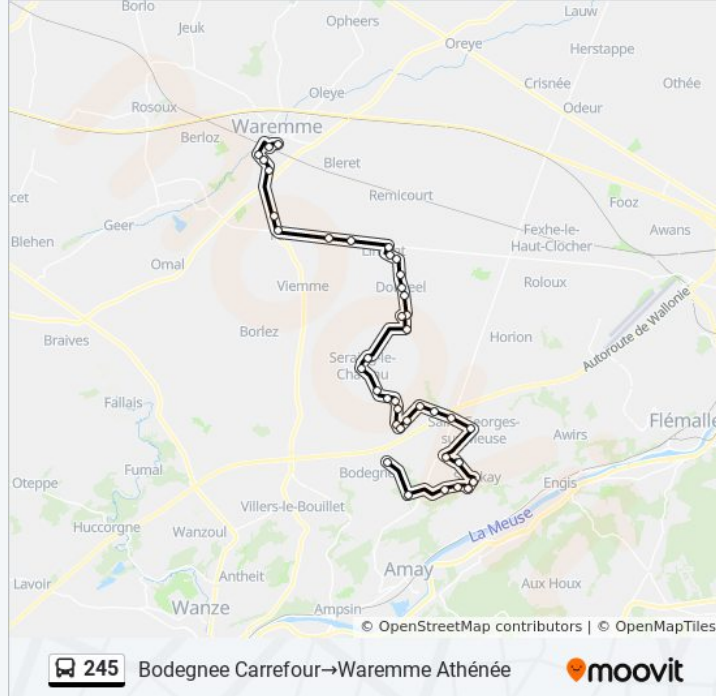 Borlo
Opheers
Lauw
Jeuk
Oreye
Herstappe
Oleye
Crisnée
Othée
Rosoux
Odeur
Waremme
Berloz
Bleret
Remicourt
Fooz
Geer
Fexhe-le-
Haut-Clocher
Awans
Blehen
Omal
Viemme
Roloux
Braives
Borlez
Horion
Autoroute de Wallonie
Fallais
Flémalle
Awirs
Oteppe
Fumal
Bodegne
Engis
Villers-le-Bouillet
Huccorgne
Wanzoul
La Meuse
Lavoir
Antheit
Amay
Aux Houx
Wanze
Ampsin
© OpenStreetMap contributors | © OpenMapTiles
245 Bodegnee Carrefour→Waremme Athénée moovit